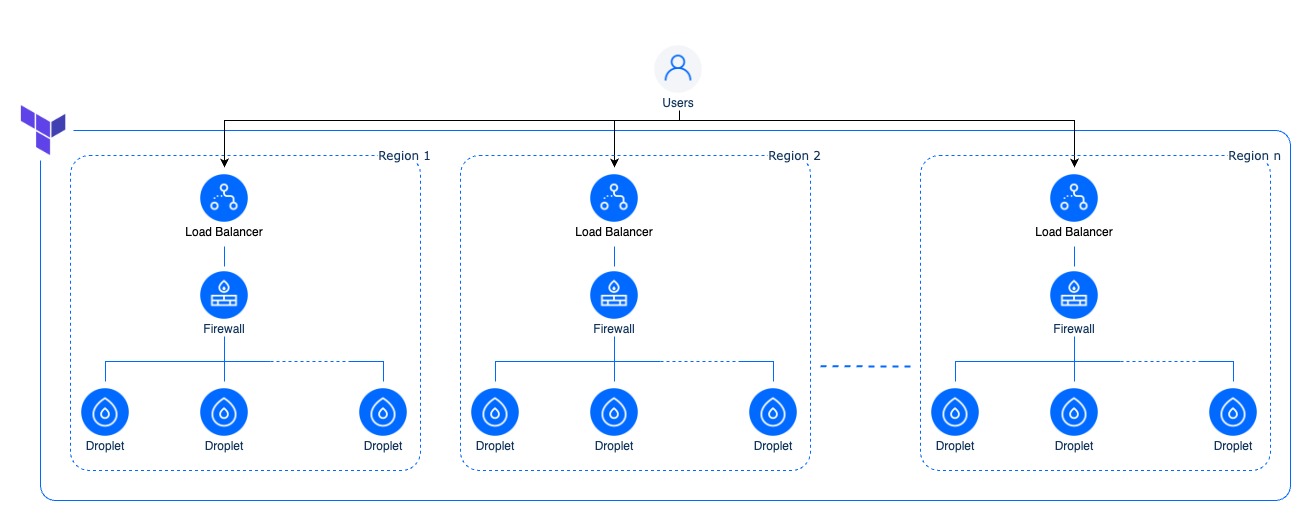 Users
Region 1
Region 2
Region n
Load Balancer
Load Balancer
Load Balancer
Firewall
Firewall
Firewall
Droplet
Droplet
Droplet
Droplet
Droplet
Droplet
Droplet
Droplet
Droplet